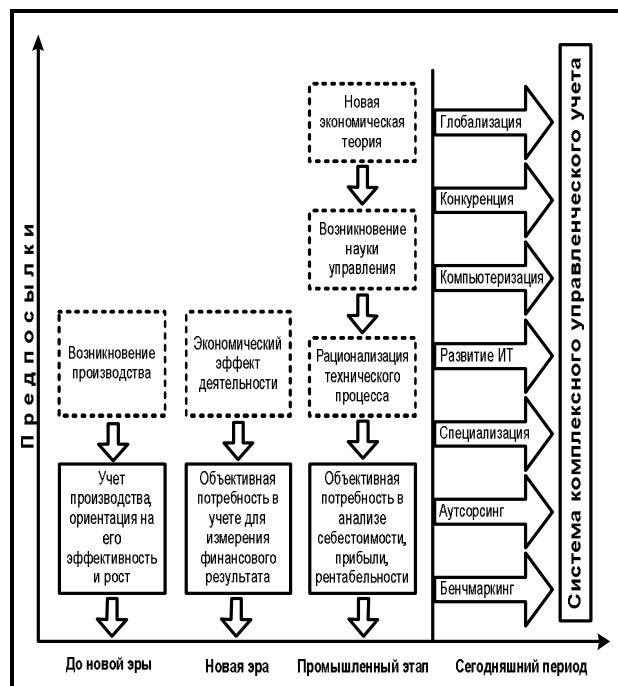 Предпосылки
Новая
экономическая
теория
Возникновение
науки
управления
Возникновение
производства
Экономический
эффект
деятельности
Рационализация
технического
процесса
Учет
производства,
ориентация на
его
эффективность
и рост
Объективная
потребность в
учете для
измерения
финансового
результата
Объективная
потребность в
анализе
себестоимости,
прибыли,
рентабельности
Глобализация
Конкуренция
Компьютеризация
Развитие ИТ
Специализация
Аутсорсинг
Бенчмаркинг
Система комплексного управленческого учета
До новой эры
Новая эра
Промышленный этап
Сегодняшний период